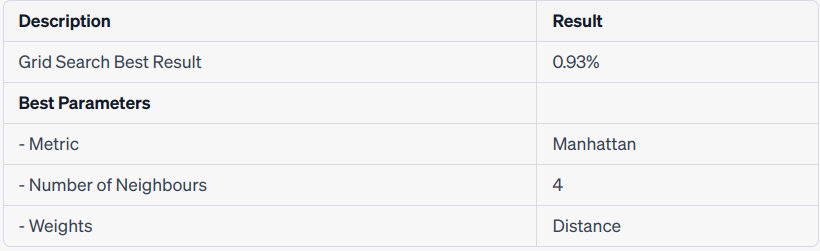 Description Result
Grid Search Best Result 0.93%
Best Parameters
- Metric Manhattan
- Number of Neighbours 4
- Weights Distance